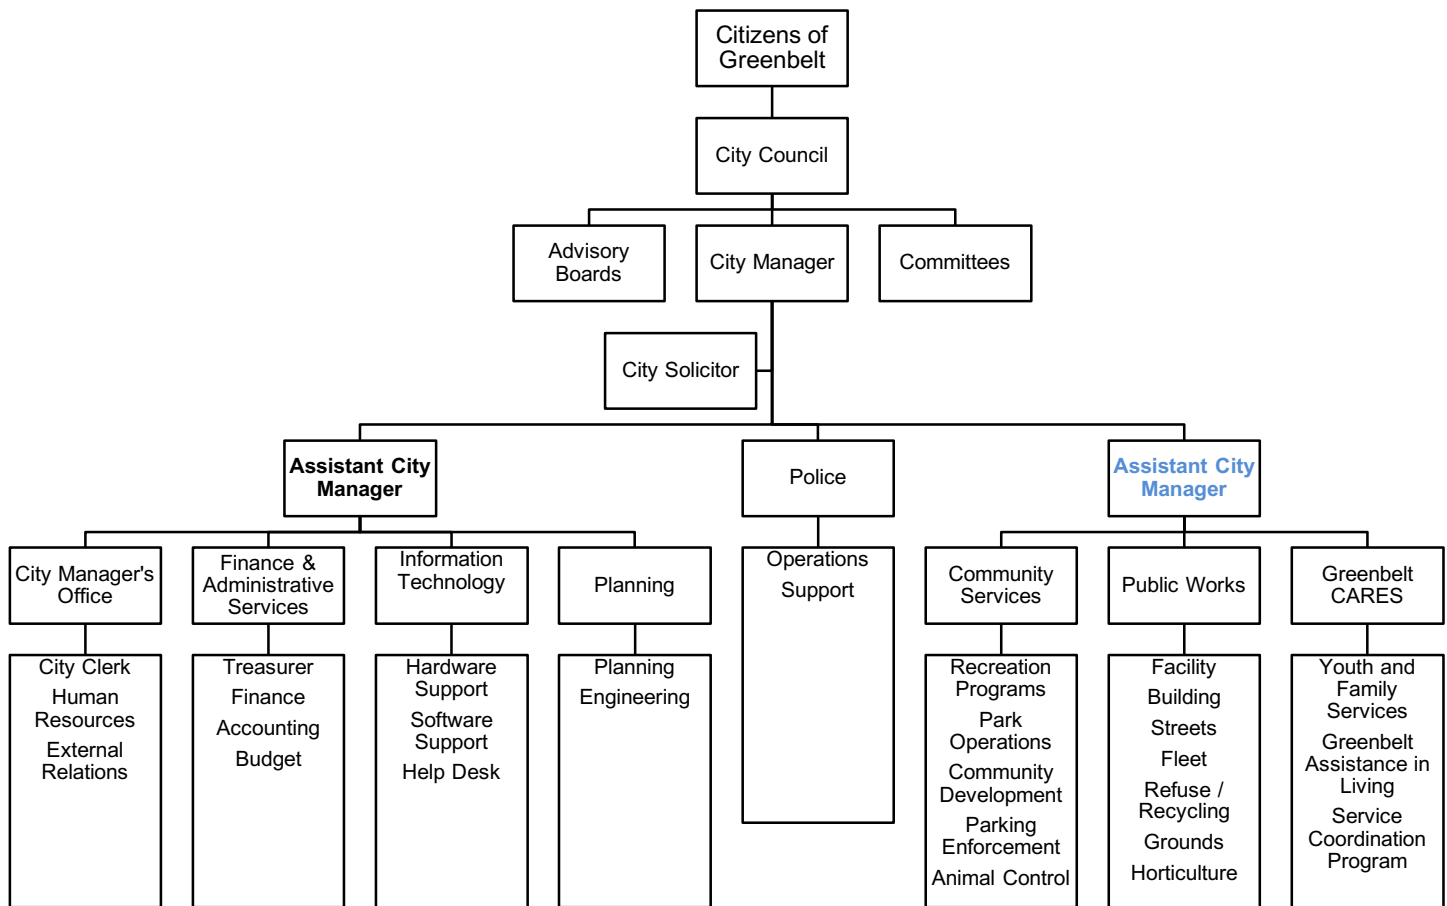 Citizens of
Greenbelt
City Council
Advisory
Boards
City Manager
Committees
City Solicitor
Assistant City
Manager
Police
Assistant City
Manager
City Manager's
Office
Finance &
Administrative
Services
Information
Technology
Planning
Operations
Support
Community
Services
Public Works
Greenbelt
CARES
City Clerk
Human
Resources
External
Relations
Treasurer
Finance
Accounting
Budget
Hardware
Support
Software
Support
Help Desk
Planning
Engineering
Recreation
Programs
Park
Operations
Community
Development
Parking
Enforcement
Animal Control
Facility
Building
Streets
Fleet
Refuse /
Recycling
Grounds
Horticulture
Youth and
Family
Services
Greenbelt
Assistance in
Living
Service
Coordination
Program